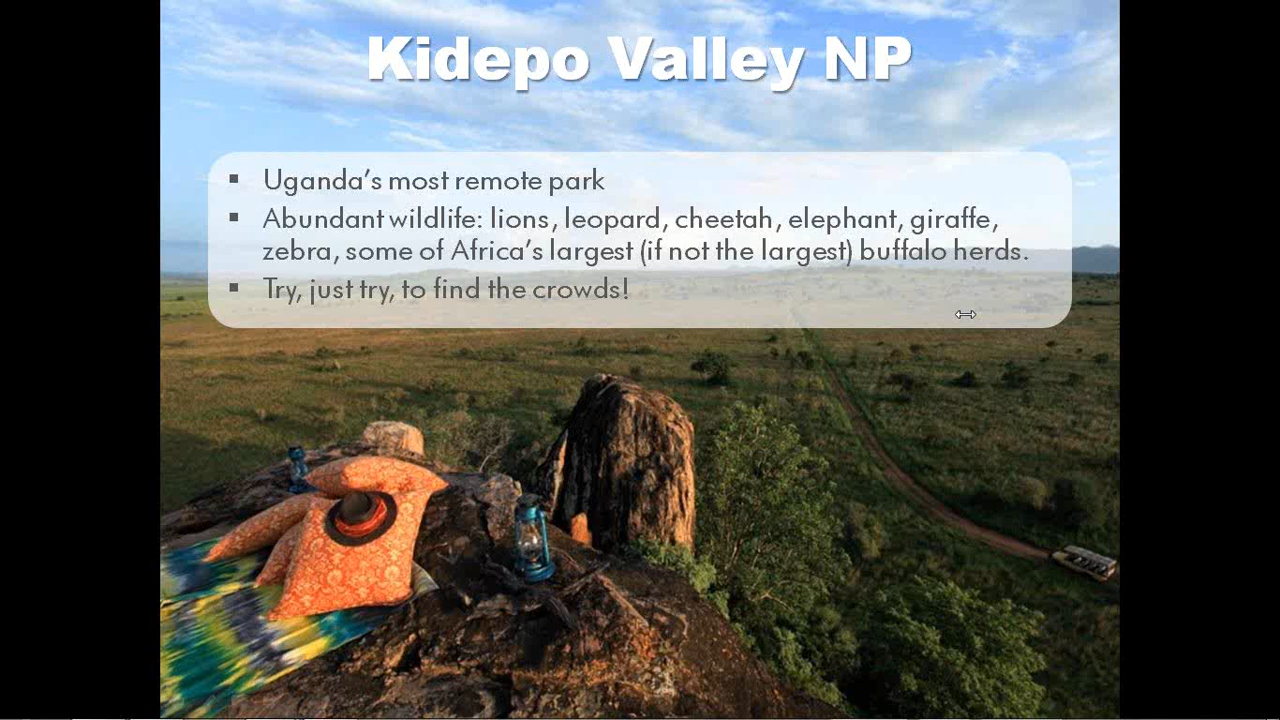 Kidepo Valley NP
▪ Uganda’s most remote park
▪ Abundant wildlife: lions, leopard, cheetah, elephant, giraffe,
zebra, some of Africa’s largest (if not the largest) buffalo herds.
▪ Try, just try, to find the crowds!